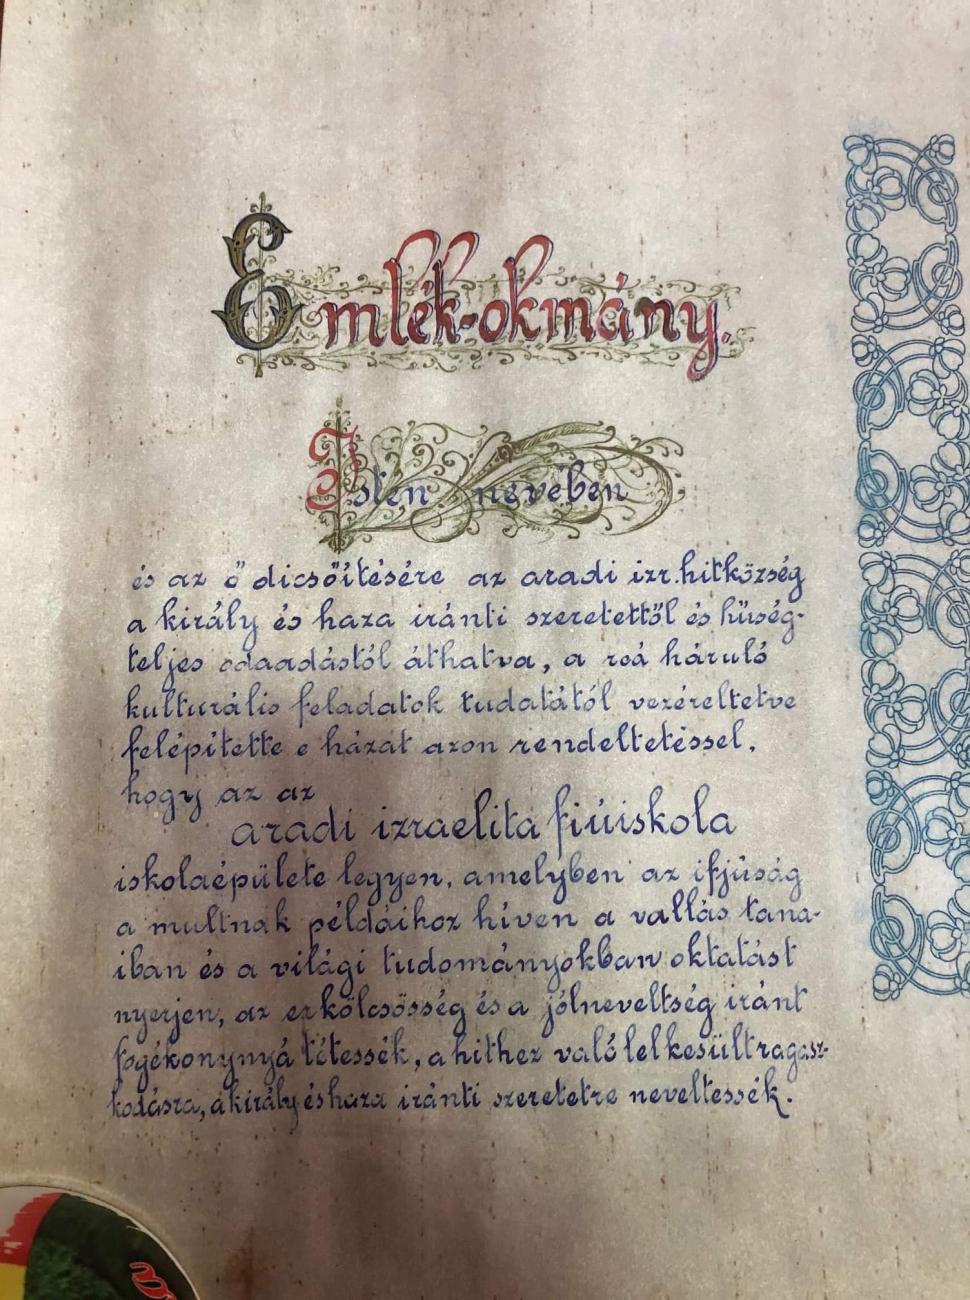 Emlék-okmány.
Isten nevében
és az ő dicsőítésére az aradi izr. hitközség
a király és haza iránti szeretettől és hűség-
teljes odaadástól áthatva, a reá háruló
kulturális feladatok tudatától vezéreltetve
felépítette e házat azon rendeltetéssel,
hogy az az
aradi izraelita fiúiskola
iskolaépülete legyen, amelyben az ifjúság
a multnak példáihoz híven a vallás tana-
iban és a világi tudományokban oktatást
nyerjen, az erkölcsösség és a jólneveltség iránt
fogékonynyá tétessék, a hithez való lelkesült ragasz-
kodásra, a király és haza iránti szeretetre neveltessék.